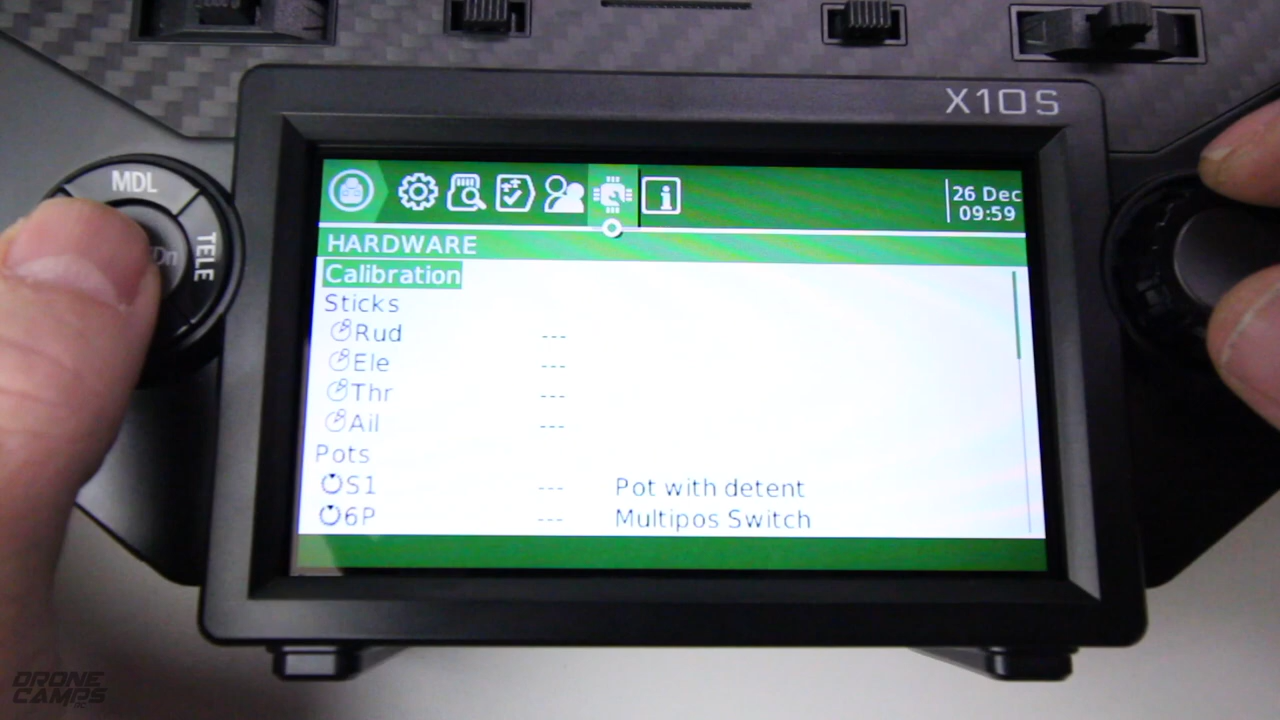 X10S
MDL
TELE
26 Dec
09:59
HARDWARE
Calibration
Sticks
Rud ---
Ele ---
Thr ---
Ail ---
Pots
S1 --- Pot with detent
6P --- Multipos Switch
DRONE
CAMPS